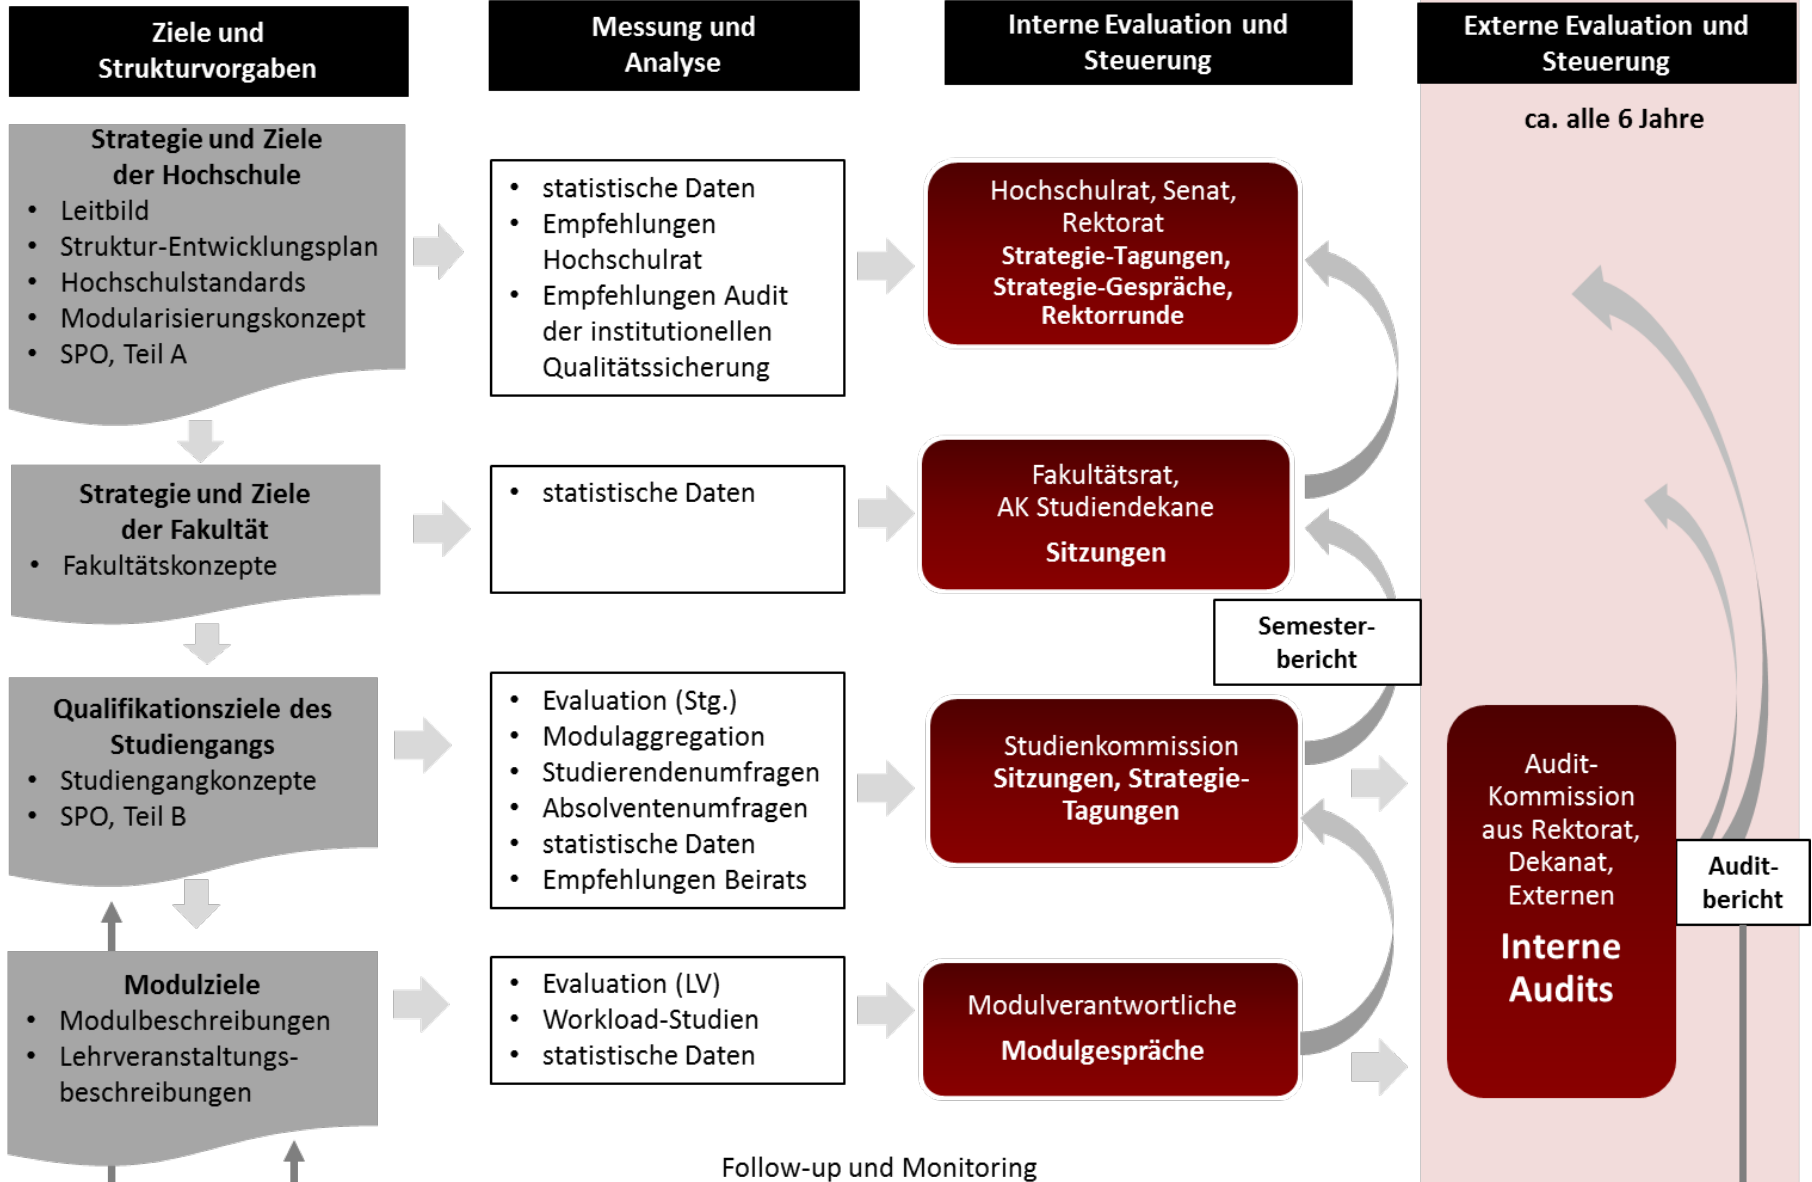 Ziele und
Strukturvorgaben
Messung und
Analyse
Interne Evaluation und
Steuerung
Externe Evaluation und
Steuerung
ca. alle 6 Jahre
Strategie und Ziele
der Hochschule
• Leitbild
• Struktur-Entwicklungsplan
• Hochschulstandards
• Modularisierungskonzept
• SPO, Teil A
• statistische Daten
• Empfehlungen
Hochschulrat
• Empfehlungen Audit
der institutionellen
Qualitätssicherung
Hochschulrat, Senat,
Rektorat
Strategie-Tagungen,
Strategie-Gespräche,
Rektorrunde
Strategie und Ziele
der Fakultät
• Fakultätskonzepte
• statistische Daten
Fakultätsrat,
AK Studiendekane
Sitzungen
Semester-
bericht
Qualifikationsziele des
Studiengangs
• Studiengangkonzepte
• SPO, Teil B
• Evaluation (Stg.)
• Modulaggregation
• Studierendenumfragen
• Absolventenumfragen
• statistische Daten
• Empfehlungen Beirats
Studienkommission
Sitzungen, Strategie-
Tagungen
Audit-
Kommission
aus Rektorat,
Dekanat,
Externen
Interne
Audits
Audit-
bericht
Modulziele
• Modulbeschreibungen
• Lehrveranstaltungs-
beschreibungen
• Evaluation (LV)
• Workload-Studien
• statistische Daten
Modulverantwortliche
Modulgespräche
Follow-up und Monitoring